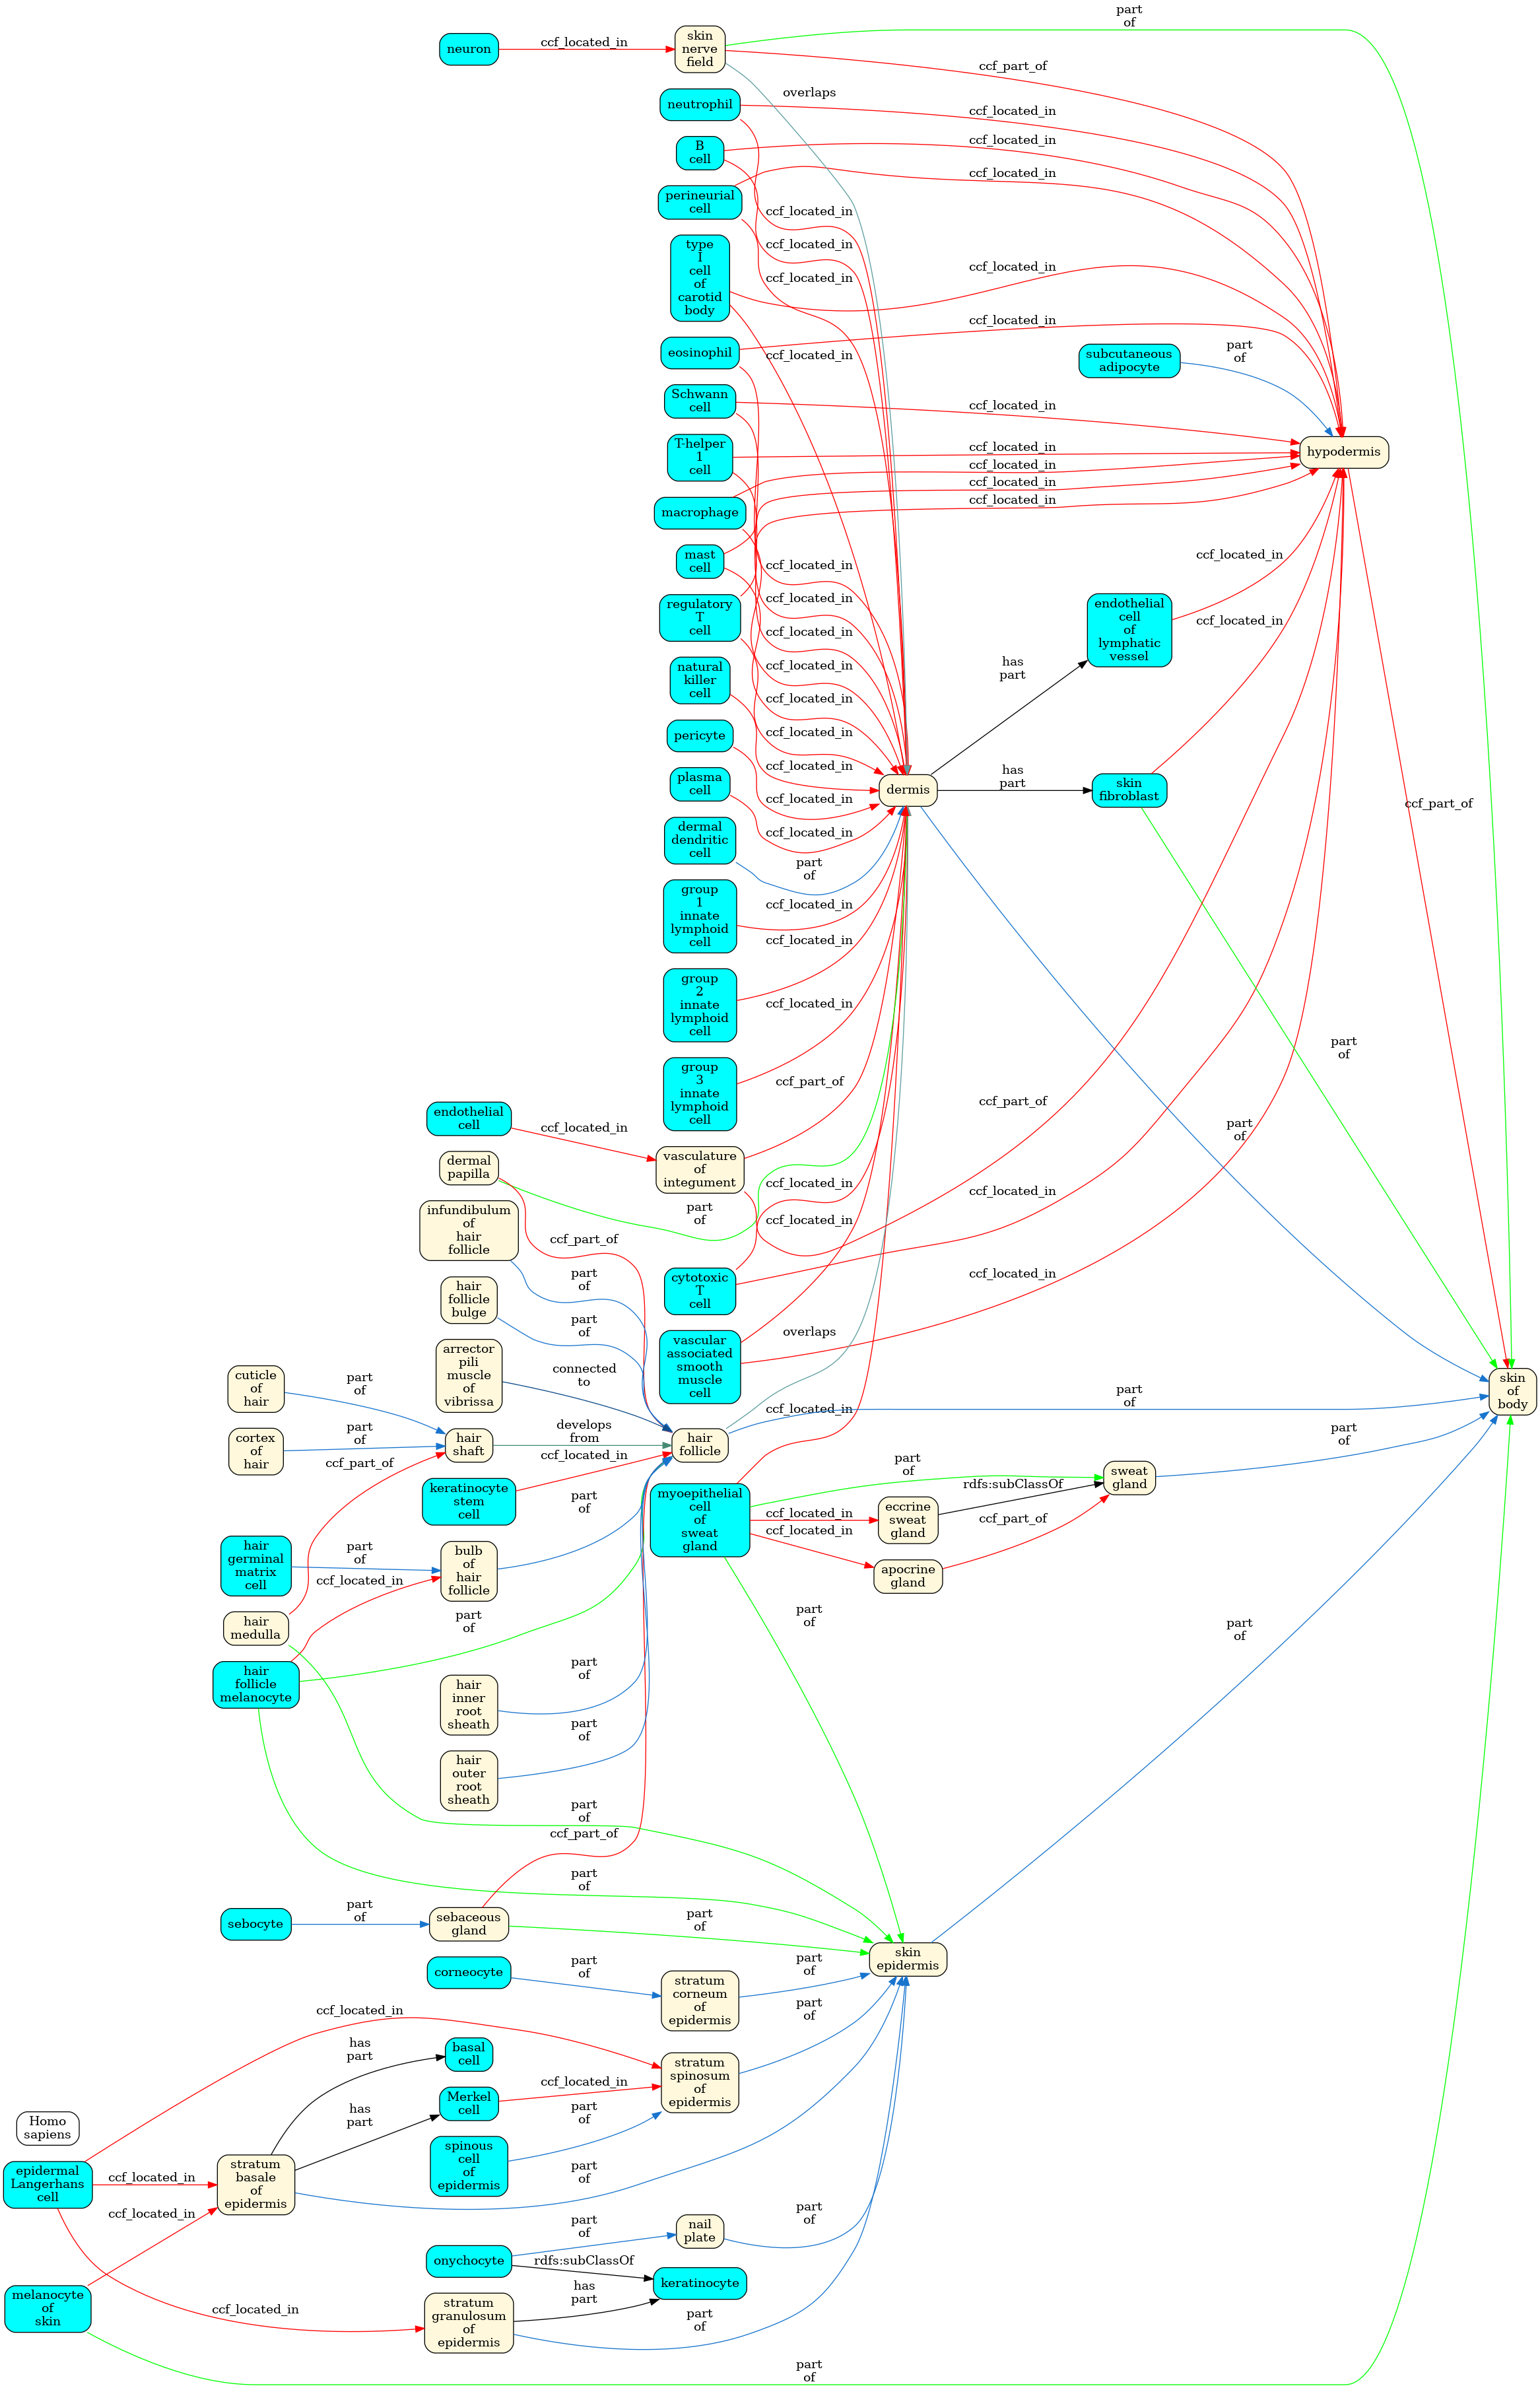 part
of
neuron
ccf_located_in
skin
nerve
field
ccf_part_of
overlaps
neutrophil
ccf_located_in
B
cell
ccf_located_in
perineurial
cell
ccf_located_in
ccf_located_in
ccf_located_in
ccf_located_in
type
I
cell
of
carotid
body
ccf_located_in
eosinophil
ccf_located_in
ccf_located_in
subcutaneous
adipocyte
part
of
Schwann
cell
ccf_located_in
T-helper
1
cell
ccf_located_in
hypodermis
macrophage
ccf_located_in
ccf_located_in
ccf_located_in
mast
cell
ccf_located_in
ccf_located_in
regulatory
T
cell
ccf_located_in
ccf_located_in
endothelial
cell
of
lymphatic
vessel
ccf_located_in
ccf_located_in
natural
killer
cell
ccf_located_in
has
part
pericyte
ccf_located_in
ccf_located_in
plasma
cell
ccf_located_in
dermis
has
part
skin
fibroblast
ccf_part_of
dermal
dendritic
cell
ccf_located_in
part
of
group
1
innate
lymphoid
cell
ccf_located_in
group
2
innate
lymphoid
cell
ccf_located_in
group
3
innate
lymphoid
cell
ccf_located_in
part
of
ccf_part_of
ccf_part_of
endothelial
cell
ccf_located_in
part
of
dermal
papilla
vasculature
of
integument
ccf_located_in
ccf_located_in
part
of
infundibulum
of
hair
follicle
ccf_part_of
ccf_located_in
part
of
cytotoxic
T
cell
ccf_located_in
hair
follicle
bulge
part
of
vascular
associated
smooth
muscle
cell
overlaps
arrector
pili
muscle
of
vibrissa
connected
to
cuticle
of
hair
part
of
skin
of
body
part
of
ccf_located_in
cortex
of
hair
part
of
hair
shaft
develops
from
hair
follicle
part
of
ccf_part_of
ccf_located_in
part
of
sweat
gland
keratinocyte
stem
cell
part
of
myoepithelial
cell
of
sweat
gland
ccf_located_in
eccrine
sweat
gland
rdfs:subClassOf
ccf_located_in
ccf_part_of
apocrine
gland
hair
germinal
matrix
cell
part
of
bulb
of
hair
follicle
ccf_located_in
hair
medulla
part
of
part
of
part
of
hair
follicle
melanocyte
hair
inner
root
sheath
part
of
hair
outer
root
sheath
part
of
part
of
ccf_part_of
part
of
sebocyte
part
of
sebaceous
gland
part
of
skin
epidermis
corneocyte
part
of
stratum
corneum
of
epidermis
part
of
ccf_located_in
part
of
has
part
basal
cell
stratum
spinosum
of
epidermis
Homo
sapiens
has
part
Merkel
cell
ccf_located_in
part
of
epidermal
Langerhans
cell
ccf_located_in
stratum
basale
of
epidermis
spinous
cell
of
epidermis
part
of
ccf_located_in
part
of
nail
plate
part
of
onychocyte
rdfs:subClassOf
keratinocyte
melanocyte
of
skin
ccf_located_in
stratum
granulosum
of
epidermis
has
part
part
of
part
of